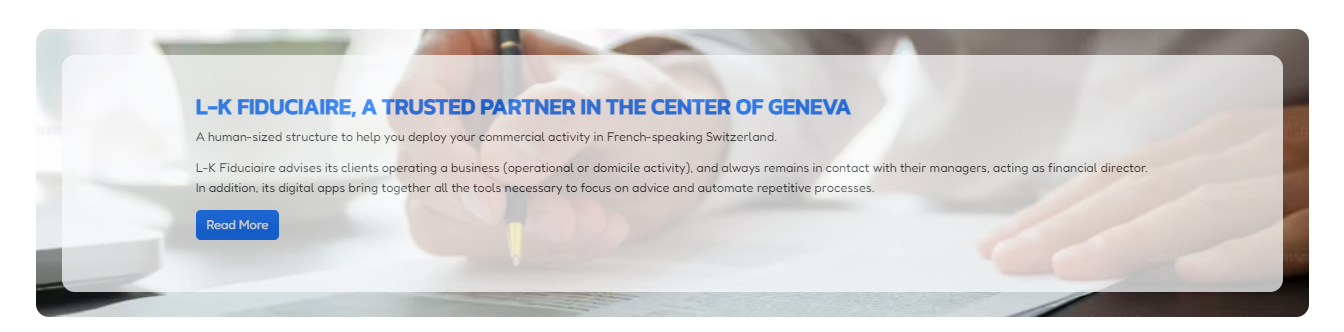 L-K FIDUCIAIRE, A TRUSTED PARTNER IN THE CENTER OF GENEVA
A human-sized structure to help you deploy your commercial activity in French-speaking Switzerland.
L-K Fiduciaire advises its clients operating a business (operational or domicile activity), and always remains in contact with their managers, acting as financial director.
In addition, its digital apps bring together all the tools necessary to focus on advice and automate repetitive processes.
Read More